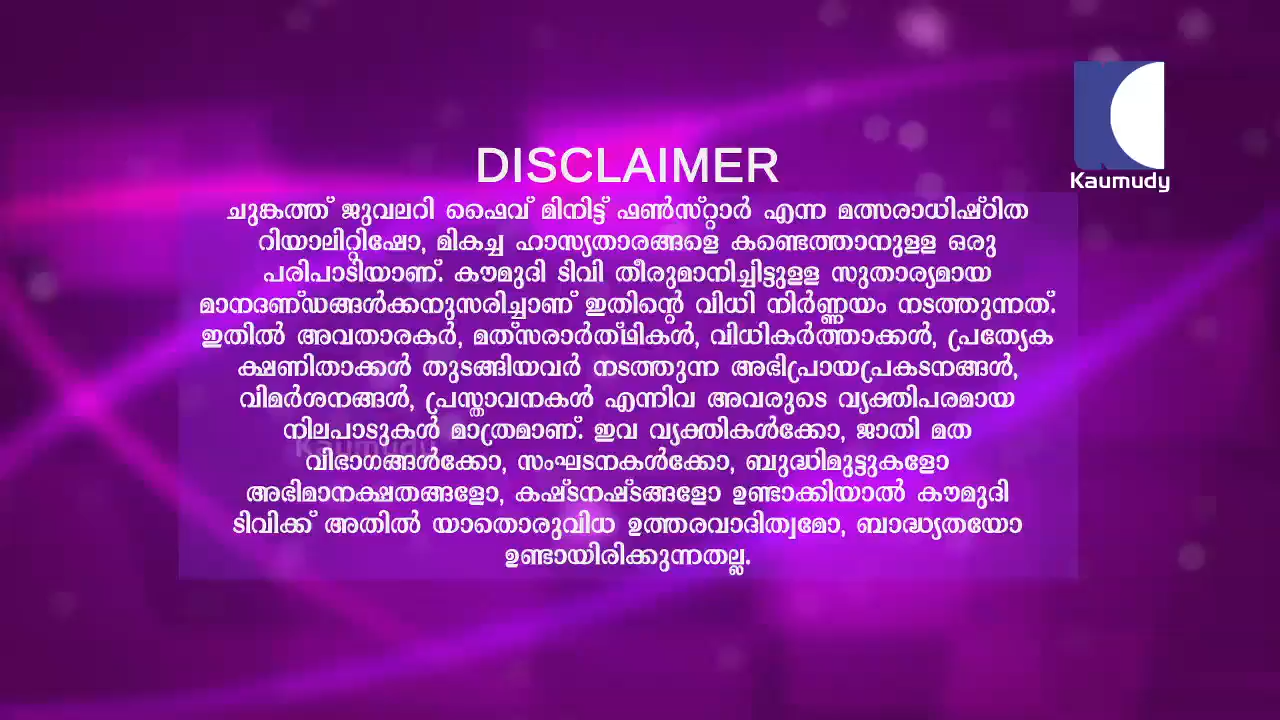 Kaumudy
DISCLAIMER
ചുങ്കത്ത് ജുവലറി ഫൈവ് മിനിട്ട് ഫൺസ്റ്റാർ എന്ന മത്സരാധിഷ്ഠിത
റിയാലിറ്റിഷോ, മികച്ച ഹാസ്യതാരങ്ങളെ കണ്ടെത്താനുളള ഒരു
പരിപാടിയാണ്. കൗമുദി ടിവി തീരുമാനിച്ചിട്ടുളള സുതാര്യമായ
മാനദണ്ഡങ്ങൾക്കനുസരിച്ചാണ് ഇതിന്റെ വിധി നിർണ്ണയം നടത്തുന്നത്.
ഇതിൽ അവതാരകർ, മത്സരാർത്ഥികൾ, വിധികർത്താക്കൾ, പ്രത്യേക
ക്ഷണിതാക്കൾ തുടങ്ങിയവർ നടത്തുന്ന അഭിപ്രായപ്രകടനങ്ങൾ,
വിമർശനങ്ങൾ, പ്രസ്താവനകൾ എന്നിവ അവരുടെ വ്യക്തിപരമായ
നിലപാടുകൾ മാത്രമാണ്. ഇവ വ്യക്തികൾക്കോ, ജാതി മത
വിഭാഗങ്ങൾക്കോ, സംഘടനകൾക്കോ, ബുദ്ധിമുട്ടുകളോ
അഭിമാനക്ഷതങ്ങളോ, കഷ്ടനഷ്ടങ്ങളോ ഉണ്ടാക്കിയാൽ കൗമുദി
ടിവിക്ക് അതിൽ യാതൊരുവിധ ഉത്തരവാദിത്വമോ, ബാദ്ധ്യതയോ
ഉണ്ടായിരിക്കുന്നതല്ല.
Kaumudy